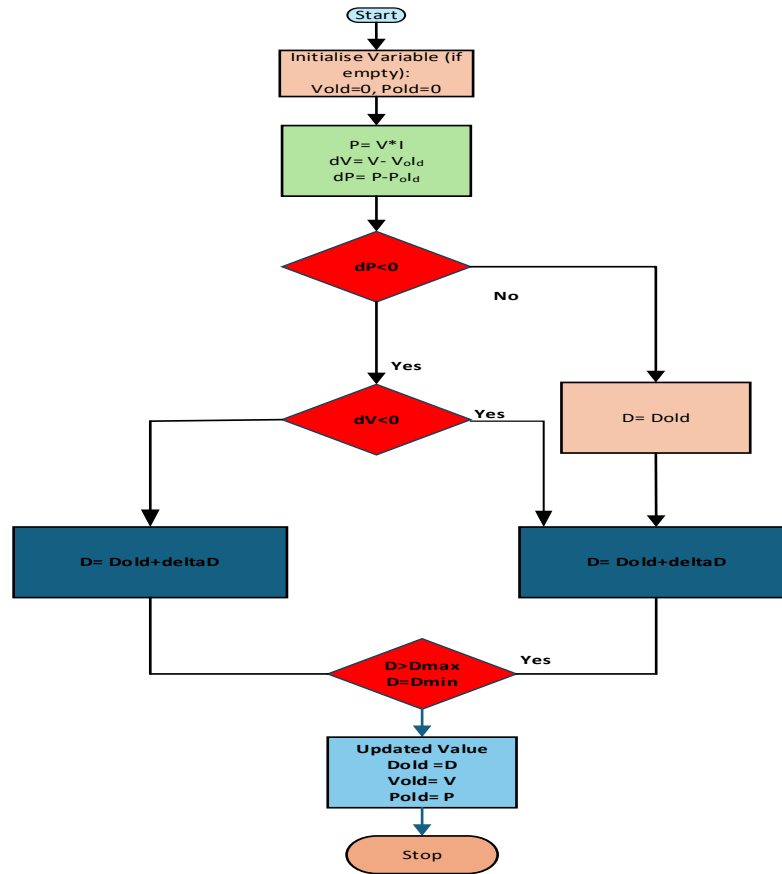 Start
Initialise Variable (if
empty):
Vold=0, Pold=0
P= V*I
dV= V- Vold
dP= P-Pold
dP<0
No
Yes
dV<0
Yes
D= Dold
D= Dold+deltaD
D= Dold+deltaD
D>Dmax
D=Dmin
Yes
Updated Value
Dold =D
Vold= V
Pold= P
Stop